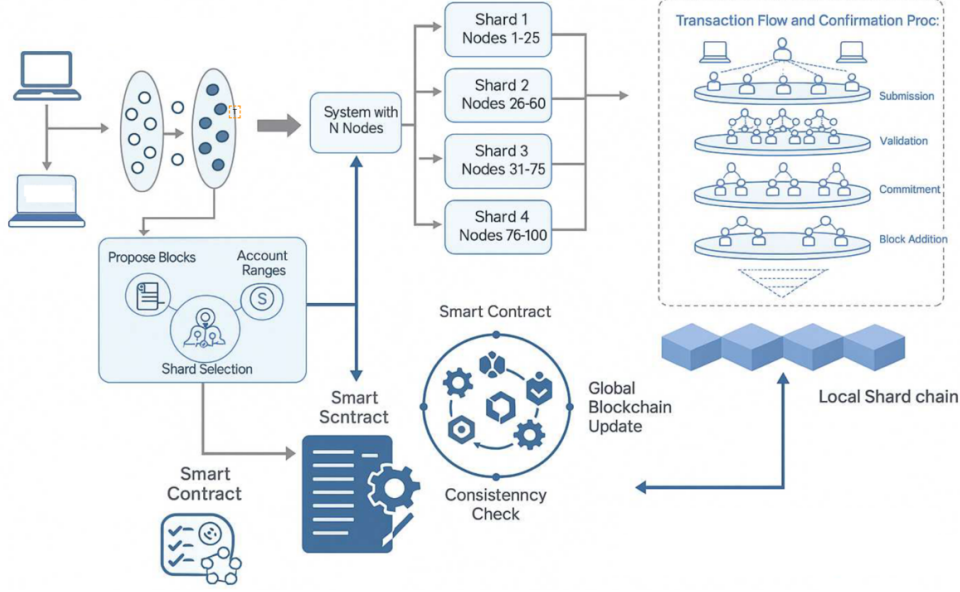 Shard 1
Nodes 1-25
Transaction Flow and Confirmation Proc:
Submission
Validation
Commitment
Block Addition
System with
N Nodes
Shard 2
Nodes 26-60
Shard 3
Nodes 31-75
Shard 4
Nodes 76-100
Propose Blocks
Account
Ranges
S
Shard Selection
Smart Contract
Global
Blockchain
Update
Consistenncy
Check
Local Shard chain
Smart
Scntract
Smart
Contract